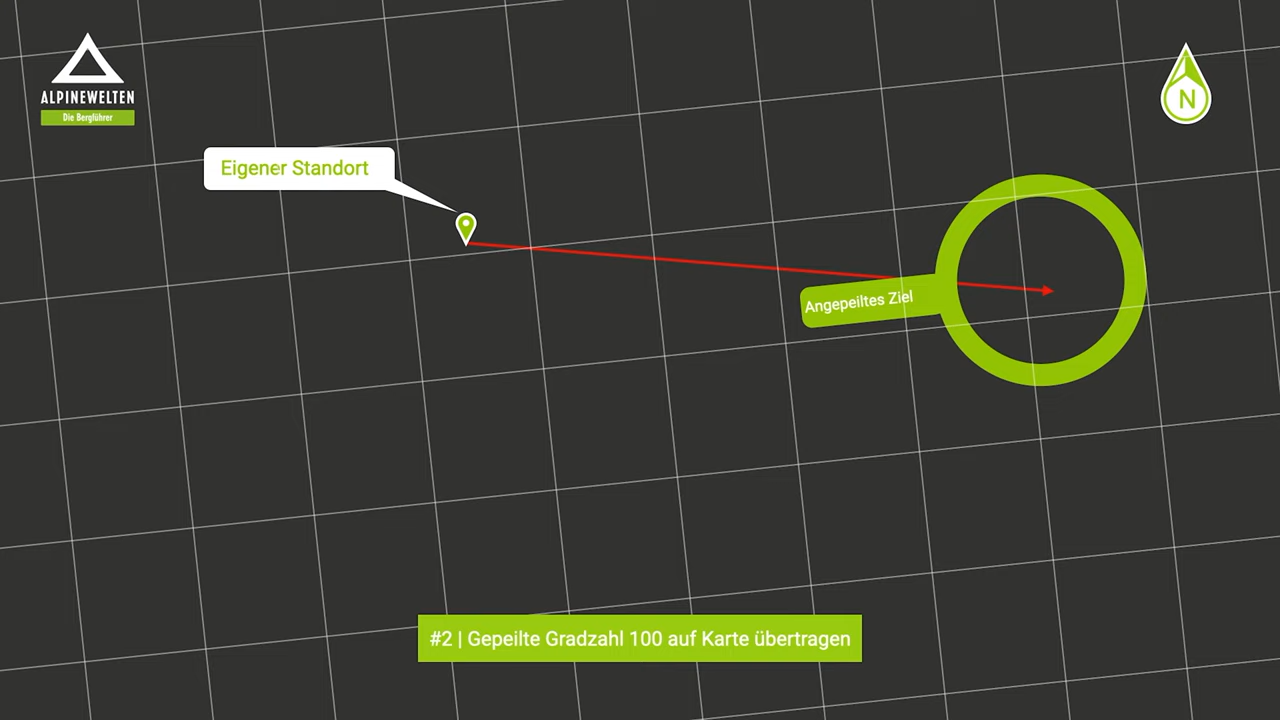 ALPINEWELTEN
Die Bergführer
N
Eigener Standort
Angepeiltes Ziel
#2 | Gepeilte Gradzahl 100 auf Karte übertragen